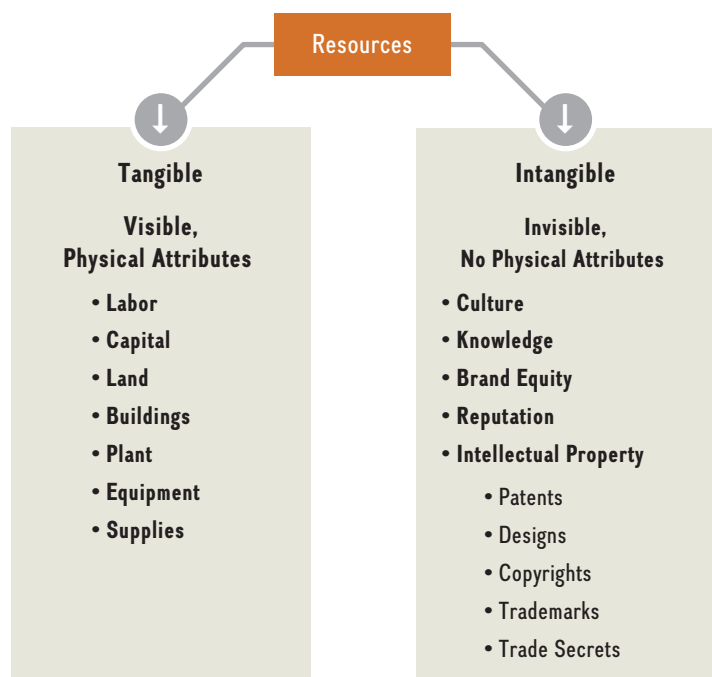 Resources
Tangible
Visible,
Physical Attributes
• Labor
• Capital
• Land
• Buildings
• Plant
• Equipment
• Supplies
Intangible
Invisible,
No Physical Attributes
• Culture
• Knowledge
• Brand Equity
• Reputation
• Intellectual Property
• Patents
• Designs
• Copyrights
• Trademarks
• Trade Secrets